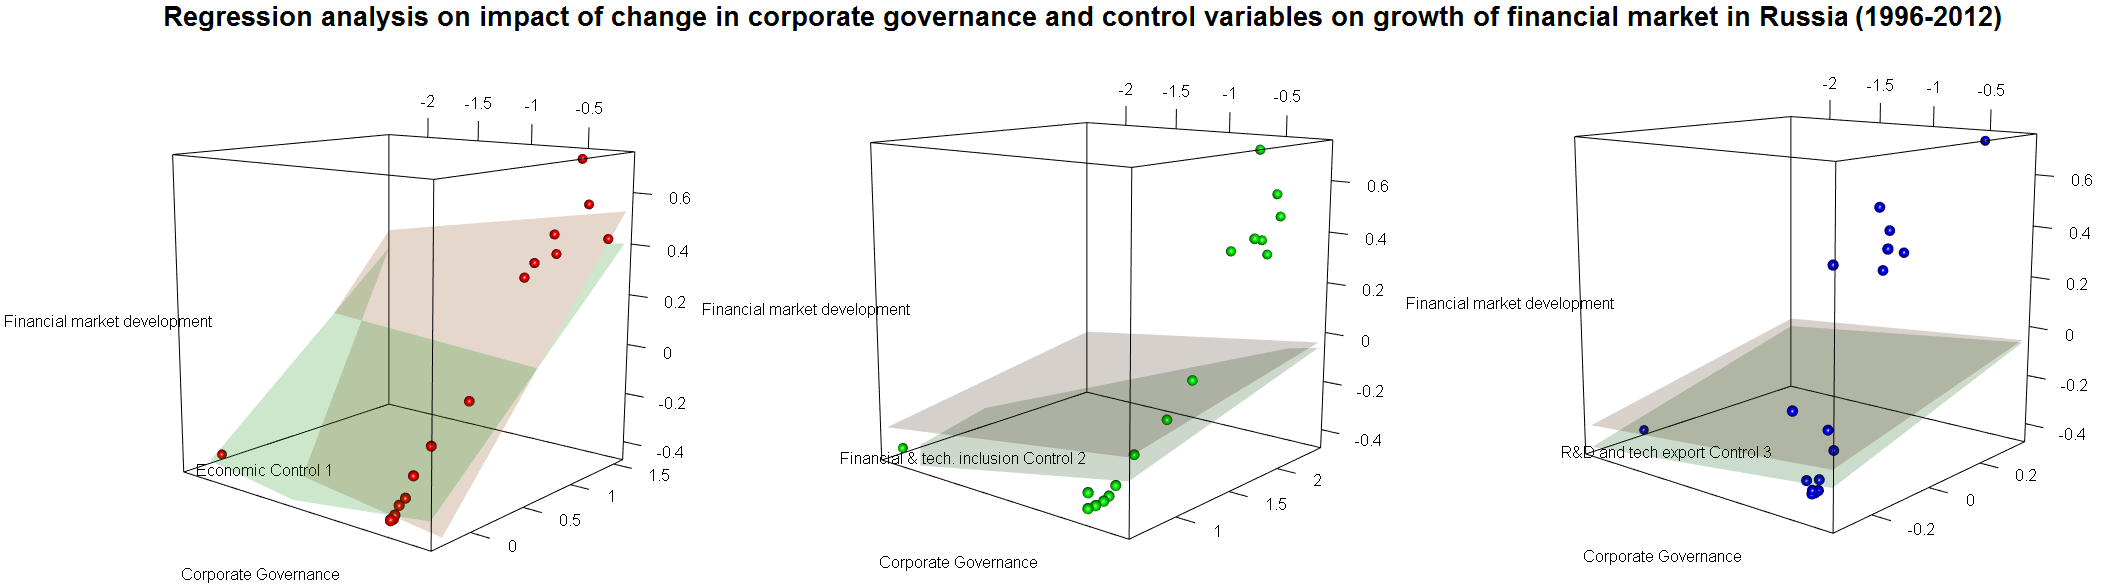 Regression analysis on impact of change in corporate governance and control variables on growth of financial market in Russia (1996-2012)
-2 -1.5 -1 -0.5
0.6
0.4
0.2
0
-0.2
-0.4
1.5
1
0.5
0
Financial market development
Economic Control 1
Corporate Governance
-2 -1.5 -1 -0.5
0.6
0.4
0.2
0
-0.2
-0.4
2
1.5
1
Financial market development
Financial & tech. inclusion Control 2
Corporate Governance
-2 -1.5 -1 -0.5
0.6
0.4
0.2
0
-0.2
-0.4
0.2
0
-0.2
Financial market development
R&D and tech export Control 3
Corporate Governance